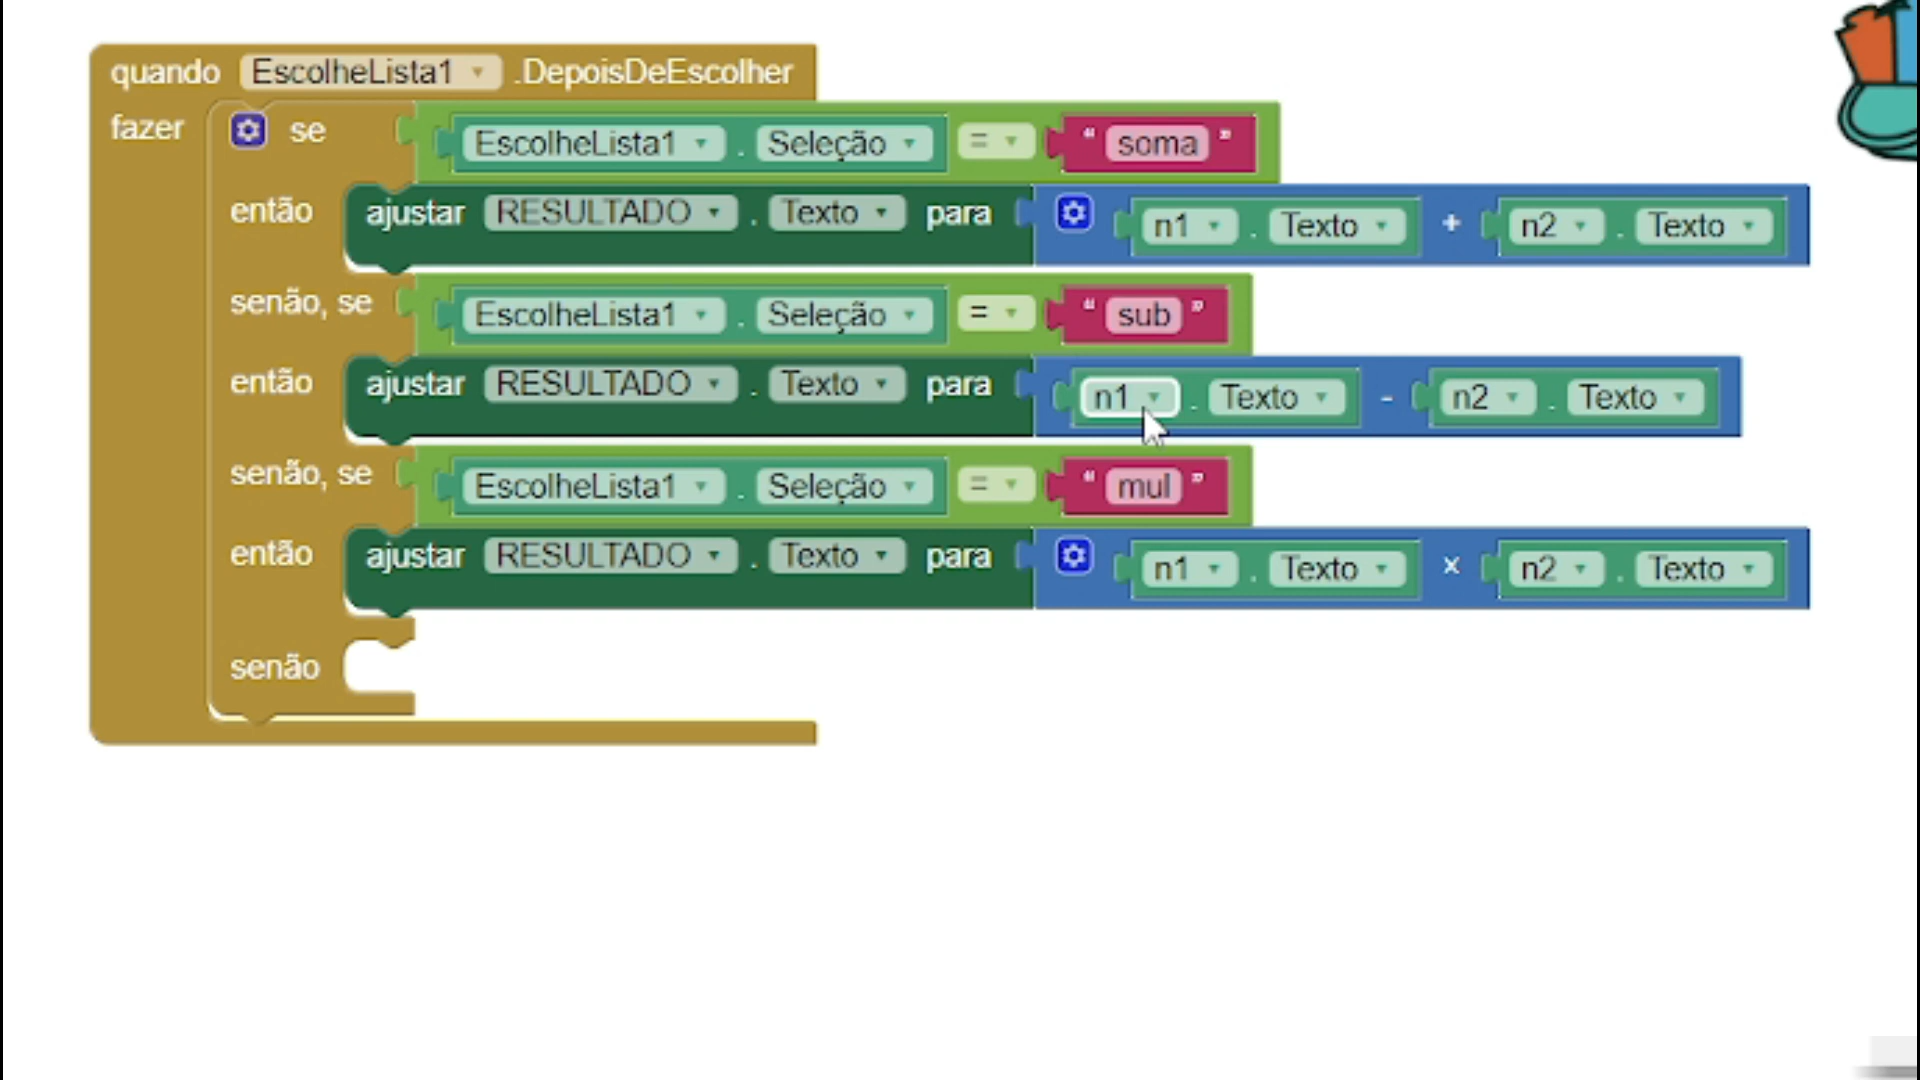 quando EscolheLista1 .DepoisDeEscolher
fazer se EscolheLista1 . Seleção = “ soma ”
então ajustar RESULTADO . Texto para n1 . Texto + n2 . Texto
senão, se EscolheLista1 . Seleção = “ sub ”
então ajustar RESULTADO . Texto para n1 . Texto - n2 . Texto
senão, se EscolheLista1 . Seleção = “ mul ”
então ajustar RESULTADO . Texto para n1 . Texto × n2 . Texto
senão